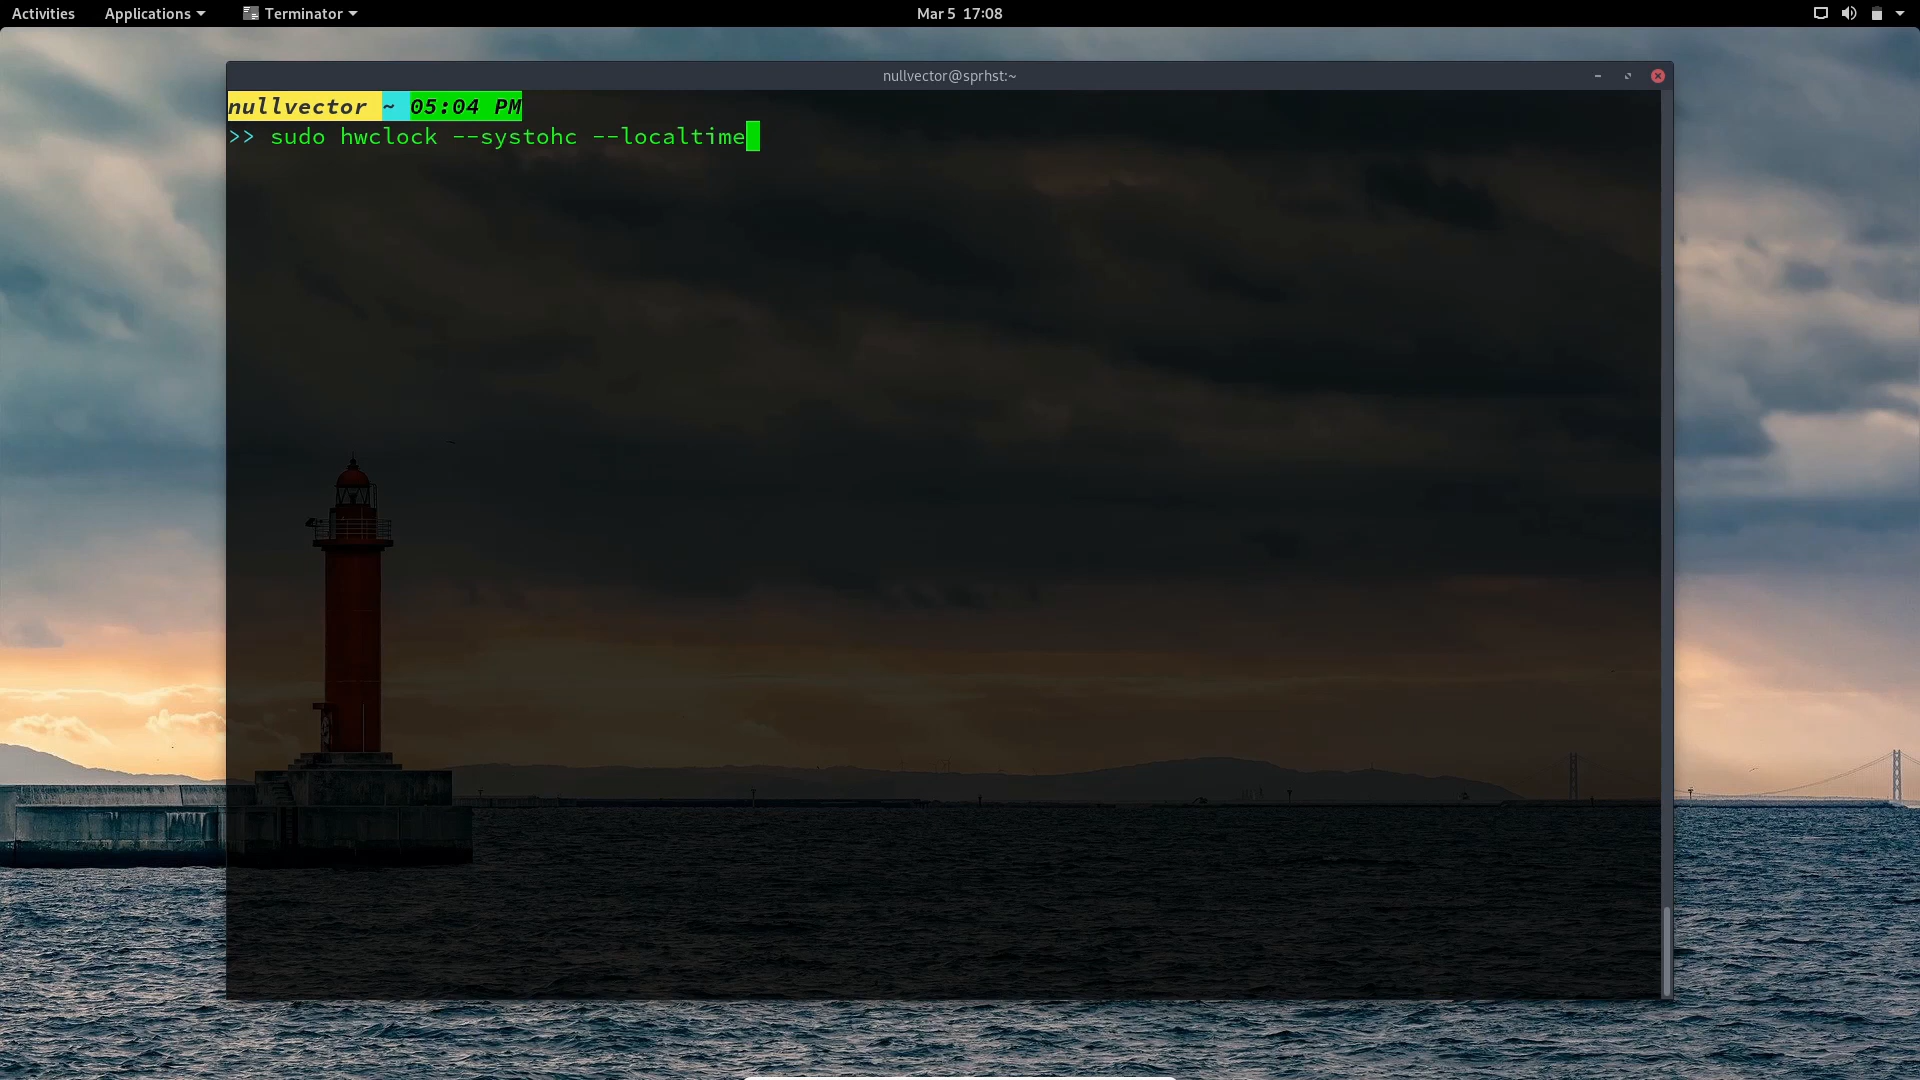 Activities Applications Terminator Mar 5 17:08
nullvector@sprhst:~
nullvector ~ 05:04 PM
>> sudo hwclock --systohc --localtime